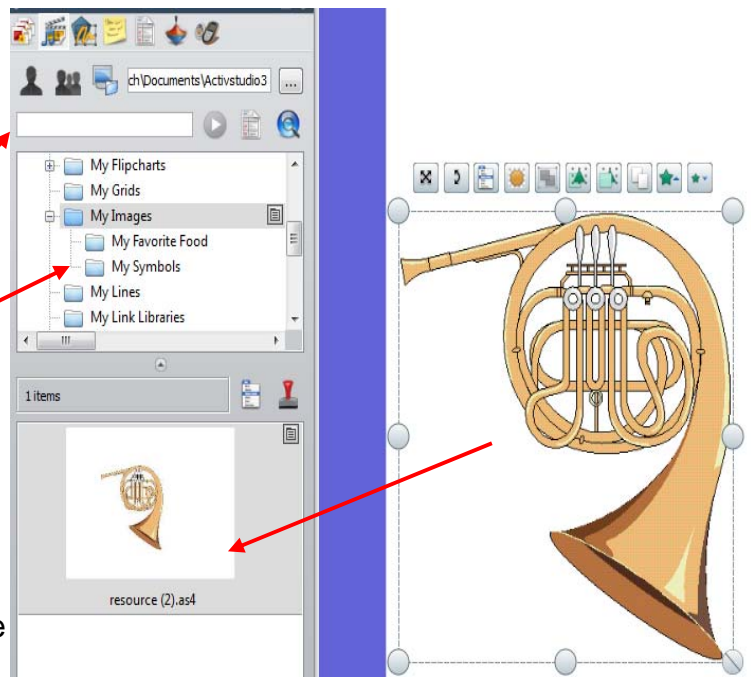 ch\Documents\Activstudio3
...
My Flipcharts
My Grids
My Images
My Favorite Food
My Symbols
My Lines
My Link Libraries
1 items
resource (2).as4
e